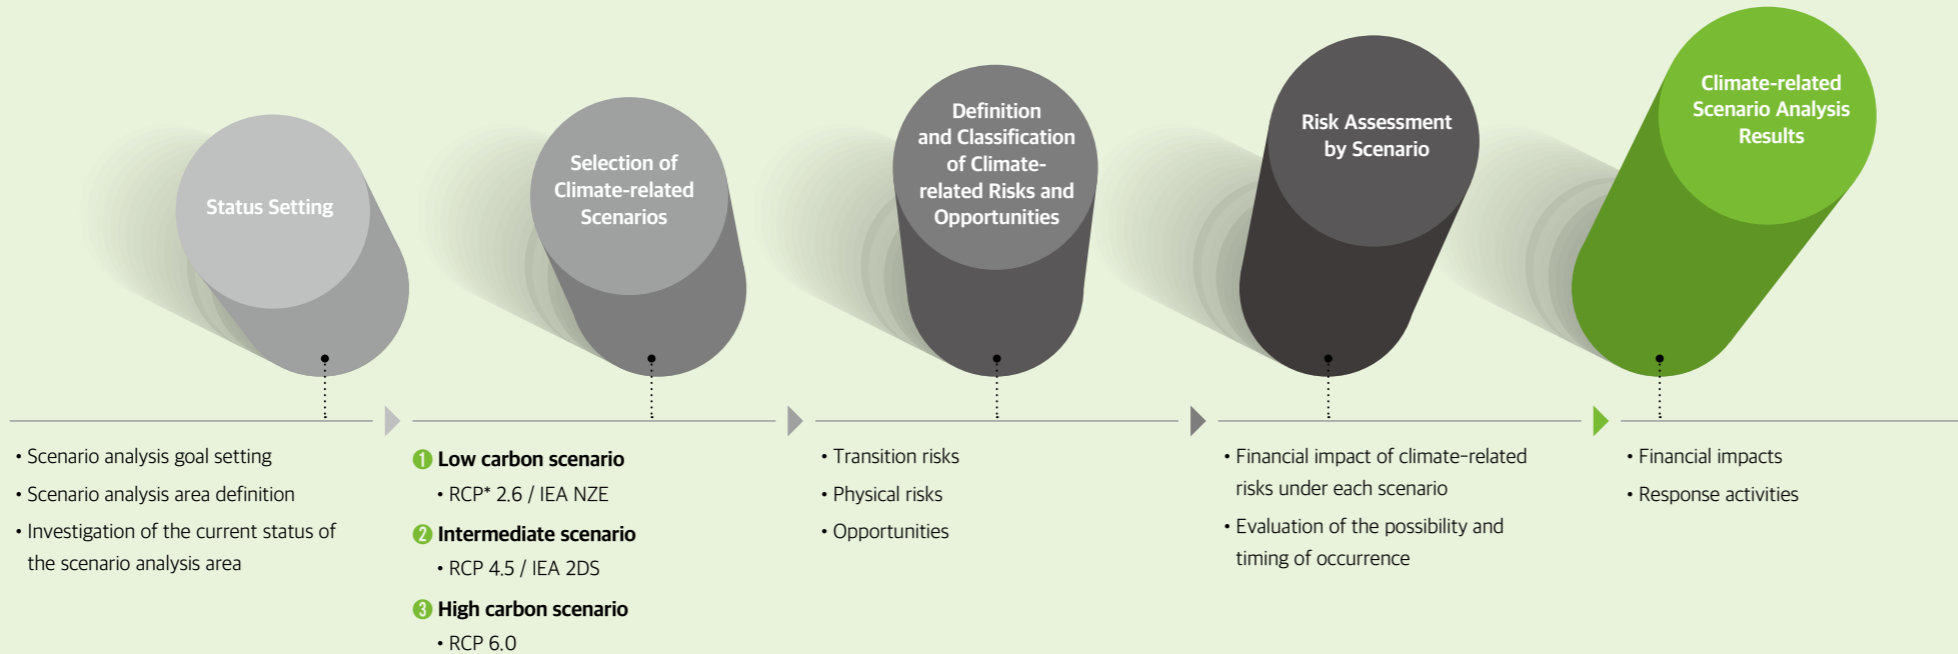 Status Setting
Selection of
Climate-related
Scenarios
Definition
and Classification
of Climate-
related Risks and
Opportunities
Risk Assessment
by Scenario
Climate-related
Scenario Analysis
Results
• Scenario analysis goal setting
• Scenario analysis area definition
• Investigation of the current status of
the scenario analysis area
1 Low carbon scenario
• RCP* 2.6 / IEA NZE
2 Intermediate scenario
• RCP 4.5 / IEA 2DS
3 High carbon scenario
• RCP 6.0
• Transition risks
• Physical risks
• Opportunities
• Financial impact of climate-related
risks under each scenario
• Evaluation of the possibility and
timing of occurrence
• Financial impacts
• Response activities